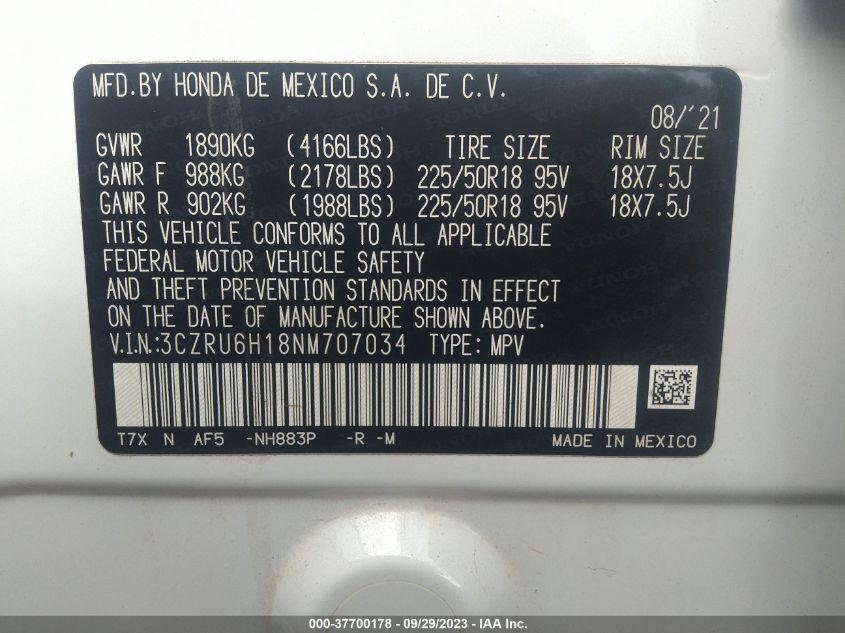 MFD.BY HONDA DE MEXICO S.A. DE C.V.
08/'21
GVWR 1890KG (4166LBS) TIRE SIZE RIM SIZE
GAWR F 988KG (2178LBS) 225/50R18 95V 18X7.5J
GAWR R 902KG (1988LBS) 225/50R18 95V 18X7.5J
THIS VEHICLE CONFORMS TO ALL APPLICABLE
FEDERAL MOTOR VEHICLE SAFETY
AND THEFT PREVENTION STANDARDS IN EFFECT
ON THE DATE OF MANUFACTURE SHOWN ABOVE.
V.I.N.:3CZRU6H18NM707034 TYPE: MPV
T7X N AF5 -NH883P -R -M MADE IN MEXICO
000-37700178 - 09/29/2023 - IAA Inc.